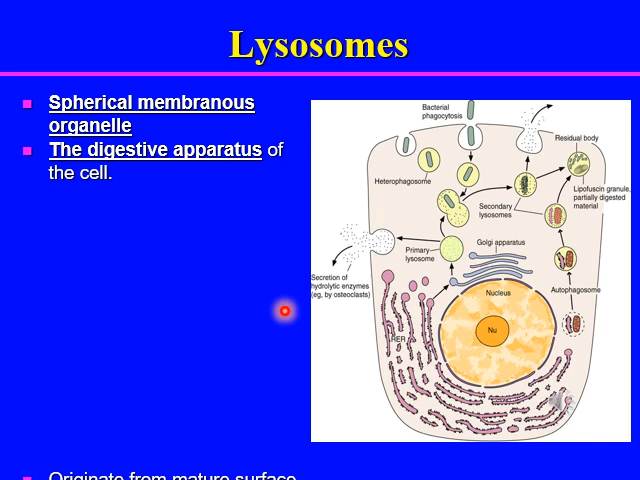 Lysosomes
Spherical membranous
organelle
The digestive apparatus of
the cell.
Originate from mature surface
Bacterial
phagocytosis
Residual body
Heterophagosome
Lipofuscin granule,
partially digested
material
Secondary
lysosomes
Golgi apparatus
Primary
lysosome
Secretion of
hydrolytic enzymes
(eg, by osteoclasts)
Nucleus
Autophagosome
Nu
RER